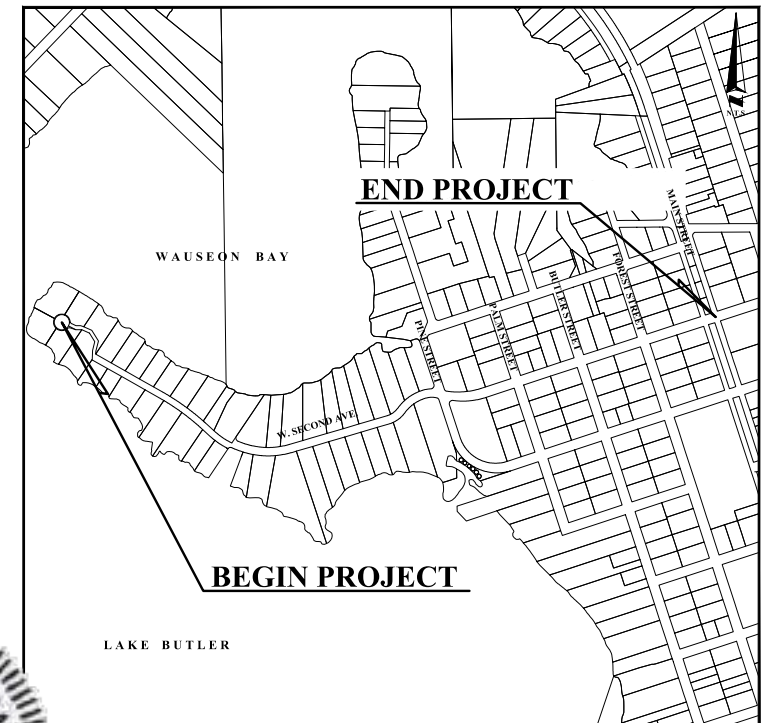 N.T.S
END PROJECT
MAIN STREET
WAUSEON BAY
FOREST STREET
BUTLER STREET
PALM STREET
PINE STREET
W. SECOND AVE
BEGIN PROJECT
LAKE BUTLER